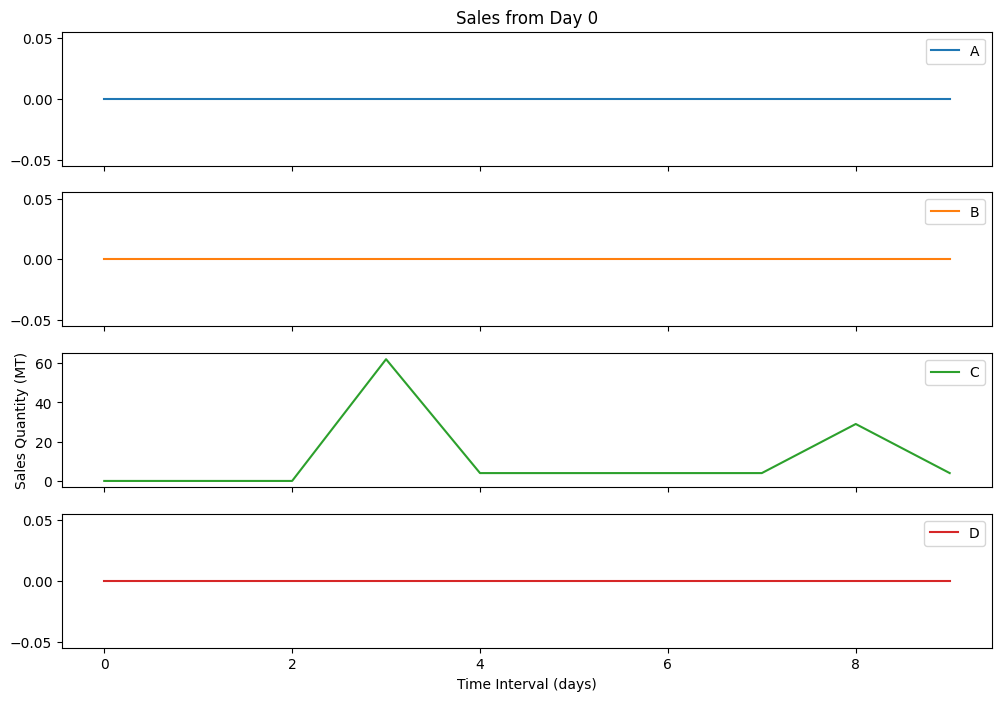 Sales from Day 0
0.05
0.00
−0.05
A
0.05
0.00
−0.05
B
Sales Quantity (MT)
60
40
20
0
C
0.05
0.00
−0.05
D
0 2 4 6 8
Time Interval (days)